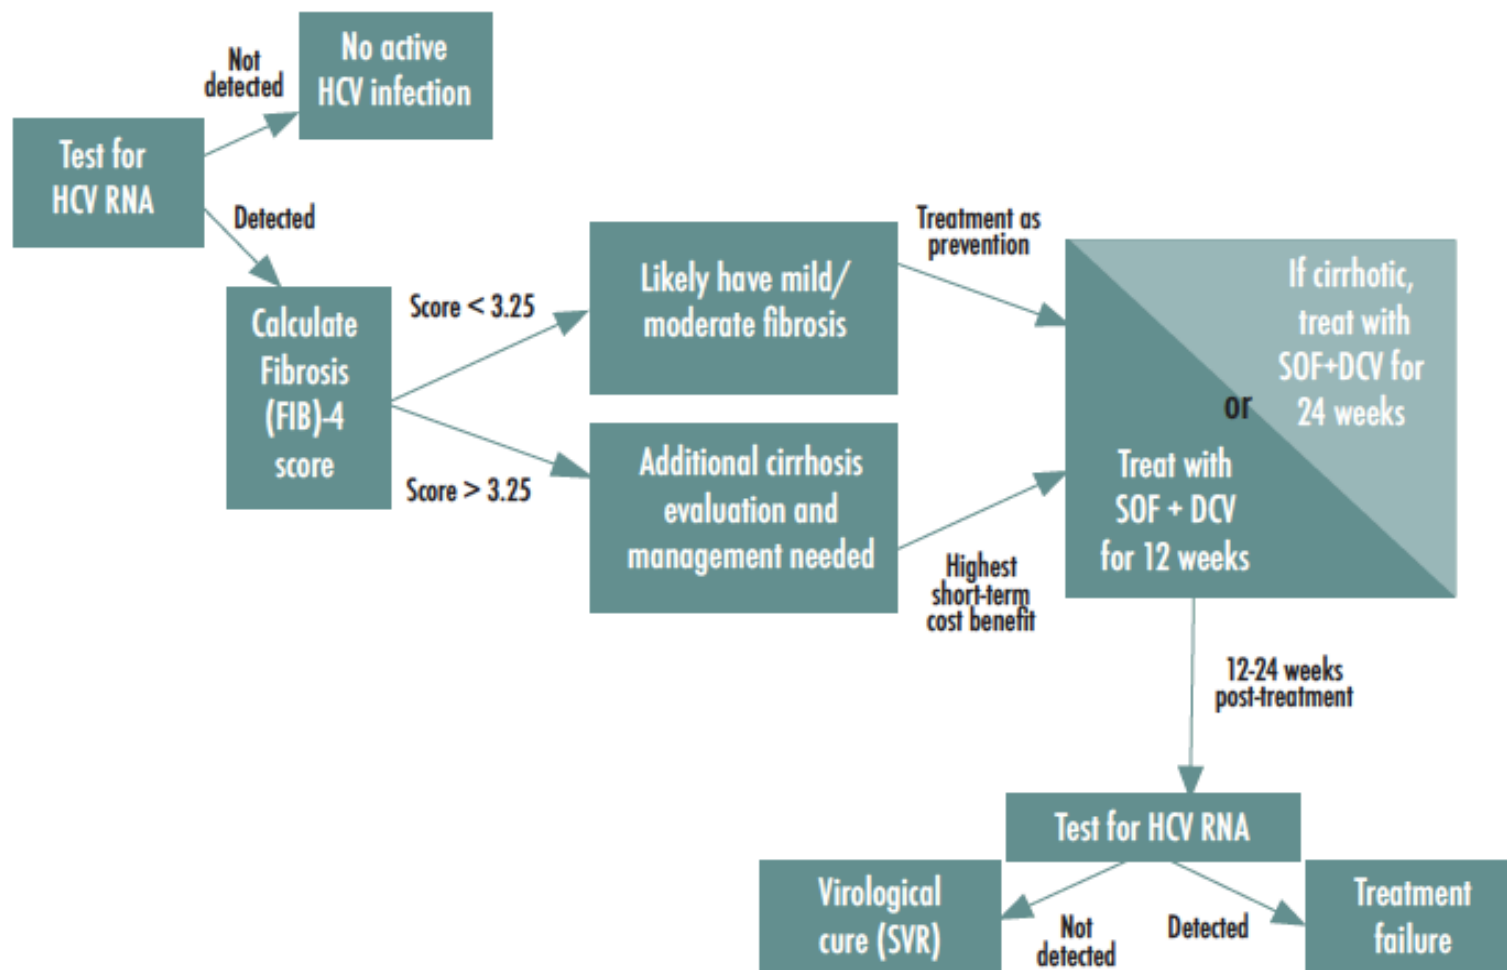 No active
HCV infection
Not
detected
Test for
HCV RNA
Detected
Calculate
Fibrosis
(FIB)-4
score
Score < 3.25
Likely have mild/
moderate fibrosis
Treatment as
prevention
Score > 3.25
Additional cirrhosis
evaluation and
management needed
Highest
short-term
cost benefit
If cirrhotic,
treat with
SOF+DCV for
24 weeks
or
Treat with
SOF + DCV
for 12 weeks
12-24 weeks
post-treatment
Test for HCV RNA
Virological
cure (SVR)
Not
detected
Detected
Treatment
failure